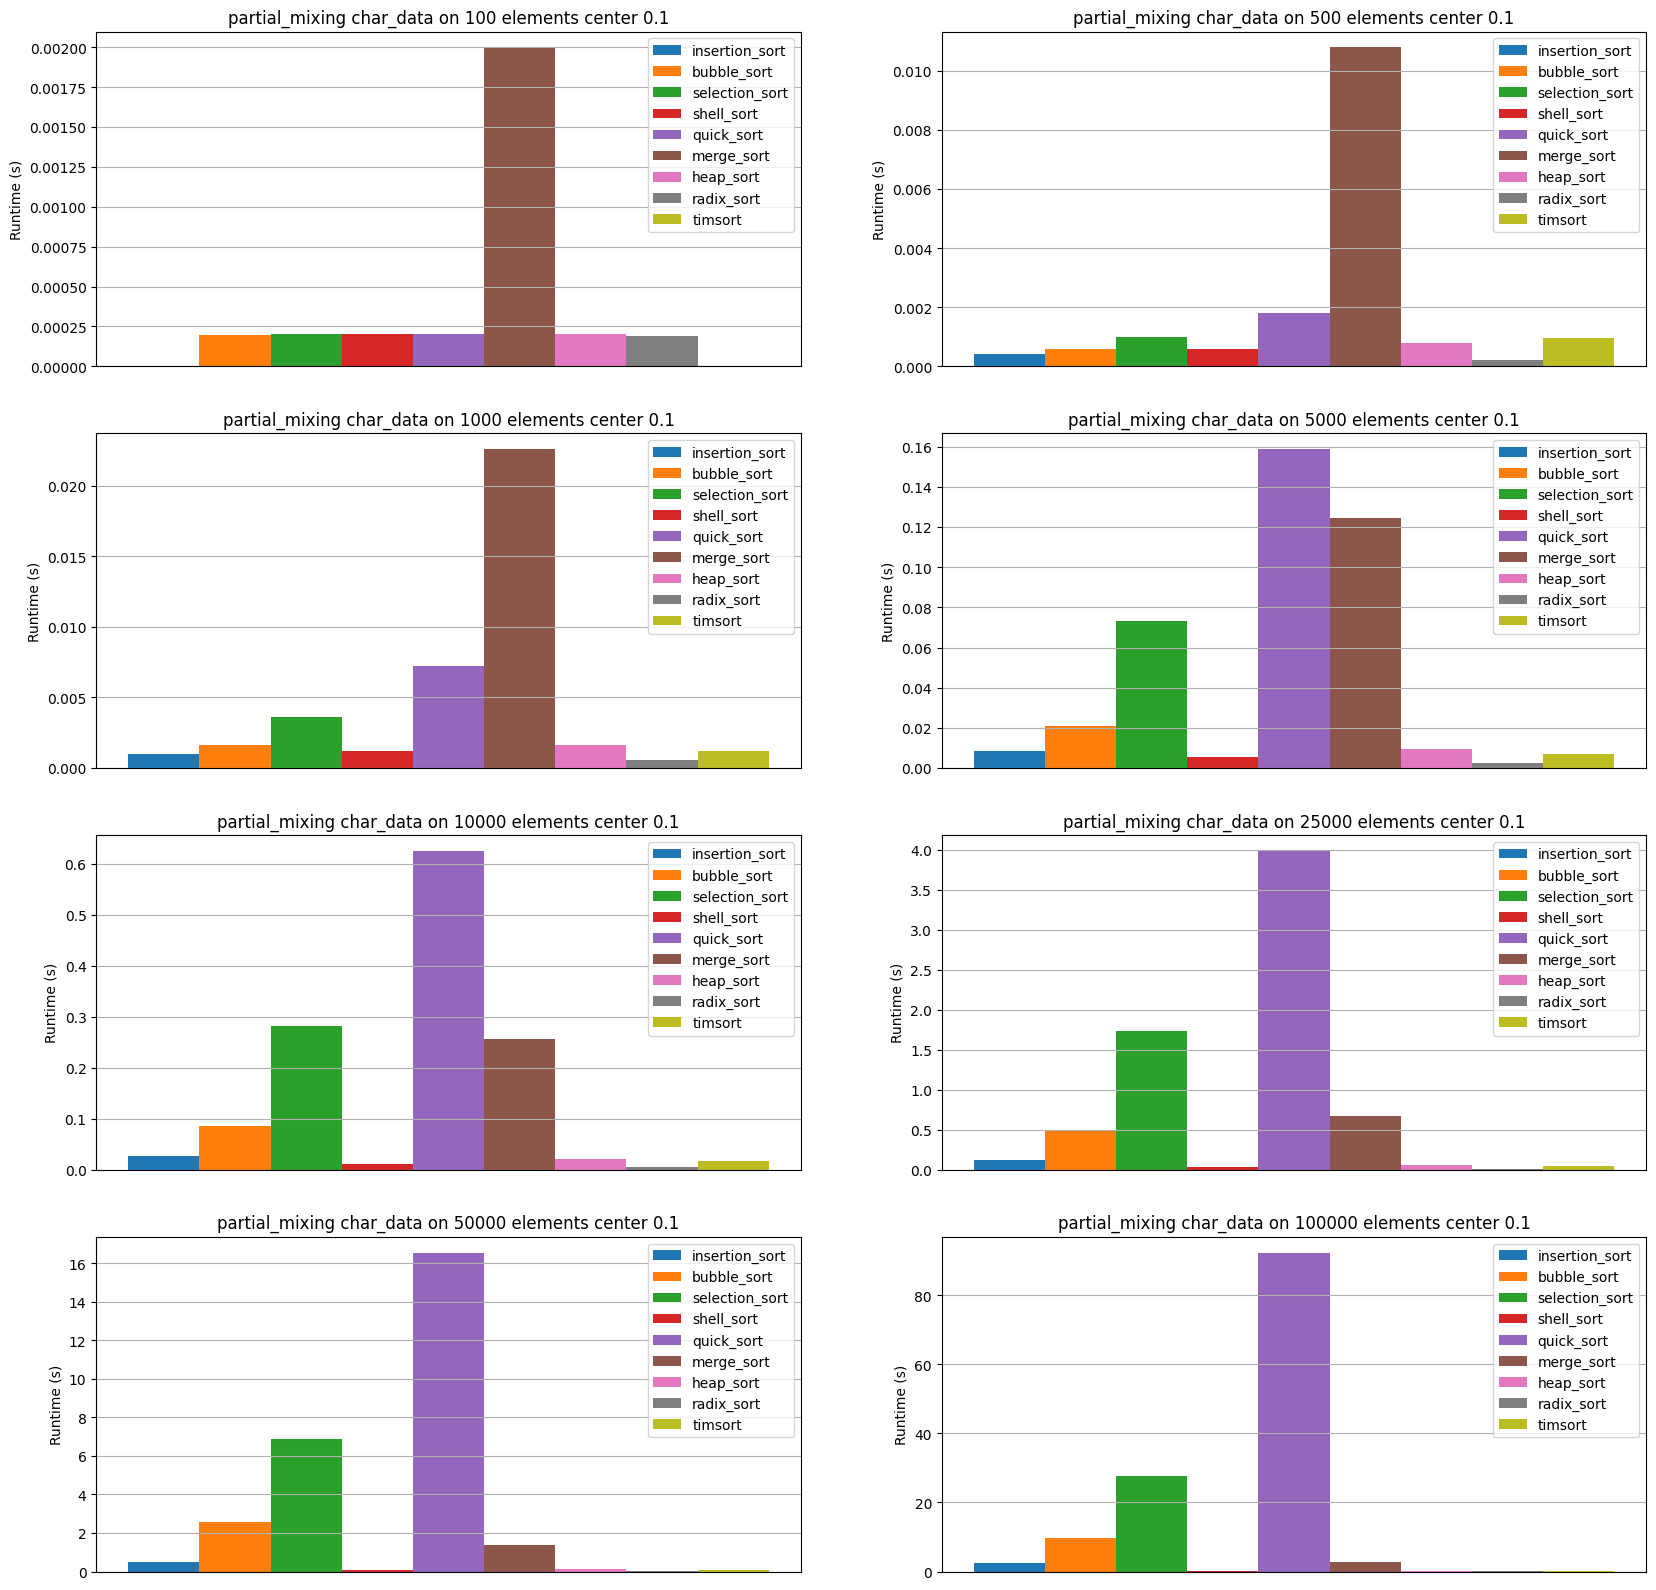 partial_mixing char_data on 100 elements center 0.1
Runtime (s)
0.00200
0.00175
0.00150
0.00125
0.00100
0.00075
0.00050
0.00025
0.00000
insertion_sort
bubble_sort
selection_sort
shell_sort
quick_sort
merge_sort
heap_sort
radix_sort
timsort
partial_mixing char_data on 500 elements center 0.1
Runtime (s)
0.010
0.008
0.006
0.004
0.002
0.000
insertion_sort
bubble_sort
selection_sort
shell_sort
quick_sort
merge_sort
heap_sort
radix_sort
timsort
partial_mixing char_data on 1000 elements center 0.1
Runtime (s)
0.020
0.015
0.010
0.005
0.000
insertion_sort
bubble_sort
selection_sort
shell_sort
quick_sort
merge_sort
heap_sort
radix_sort
timsort
partial_mixing char_data on 5000 elements center 0.1
Runtime (s)
0.16
0.14
0.12
0.10
0.08
0.06
0.04
0.02
0.00
insertion_sort
bubble_sort
selection_sort
shell_sort
quick_sort
merge_sort
heap_sort
radix_sort
timsort
partial_mixing char_data on 10000 elements center 0.1
Runtime (s)
0.6
0.5
0.4
0.3
0.2
0.1
0.0
insertion_sort
bubble_sort
selection_sort
shell_sort
quick_sort
merge_sort
heap_sort
radix_sort
timsort
partial_mixing char_data on 25000 elements center 0.1
Runtime (s)
4.0
3.5
3.0
2.5
2.0
1.5
1.0
0.5
0.0
insertion_sort
bubble_sort
selection_sort
shell_sort
quick_sort
merge_sort
heap_sort
radix_sort
timsort
partial_mixing char_data on 50000 elements center 0.1
Runtime (s)
16
14
12
10
8
6
4
2
0
insertion_sort
bubble_sort
selection_sort
shell_sort
quick_sort
merge_sort
heap_sort
radix_sort
timsort
partial_mixing char_data on 100000 elements center 0.1
Runtime (s)
80
60
40
20
0
insertion_sort
bubble_sort
selection_sort
shell_sort
quick_sort
merge_sort
heap_sort
radix_sort
timsort